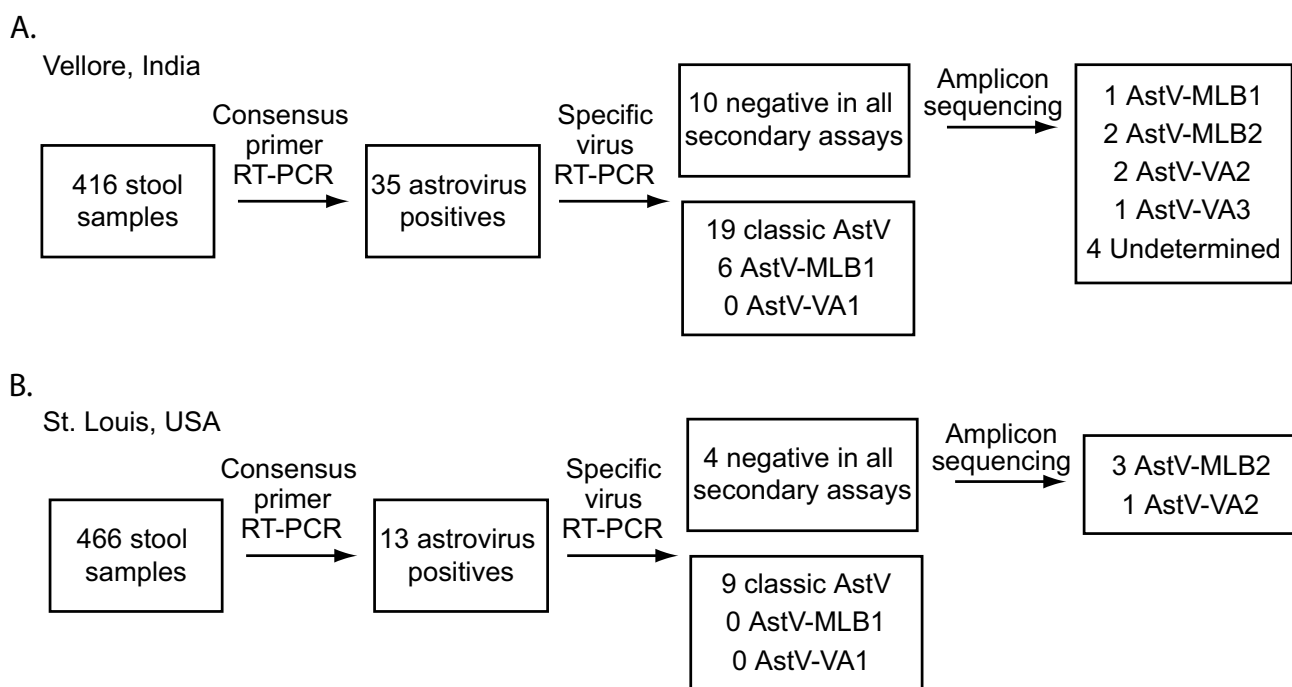 A.
Vellore, India
416 stool
samples
Consensus
primer
RT-PCR
35 astrovirus
positives
Specific
virus
RT-PCR
10 negative in all
secondary assays
19 classic AstV
6 AstV-MLB1
0 AstV-VA1
Amplicon
sequencing
1 AstV-MLB1
2 AstV-MLB2
2 AstV-VA2
1 AstV-VA3
4 Undetermined
B.
St. Louis, USA
466 stool
samples
Consensus
primer
RT-PCR
13 astrovirus
positives
Specific
virus
RT-PCR
4 negative in all
secondary assays
9 classic AstV
0 AstV-MLB1
0 AstV-VA1
Amplicon
sequencing
3 AstV-MLB2
1 AstV-VA2